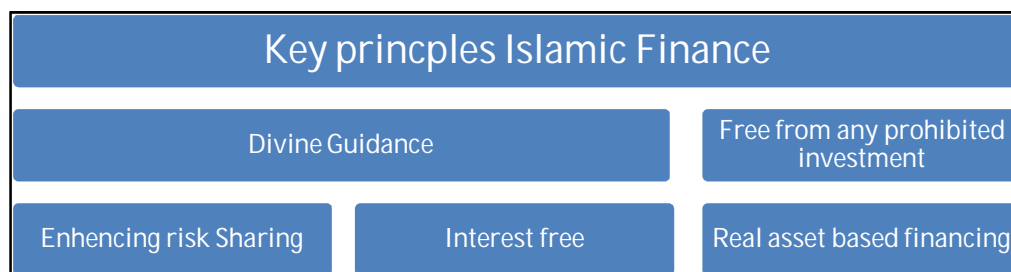 Key princples Islamic Finance
Divine Guidance
Free from any prohibited
investment
Enhencing risk Sharing
Interest free
Real asset based financing